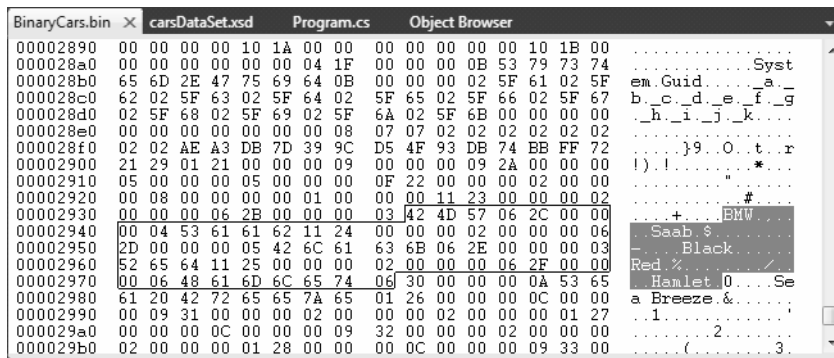 BinaryCars.bin × carsDataSet.xsd Program.cs Object Browser
00002890 00 00 00 00 10 1A 00 00 00 00 00 00 00 10 1B 00 ................
000028a0 00 00 00 00 00 04 1F 00 00 00 0B 53 79 73 74 ............Syst
000028b0 65 6D 2E 47 75 69 64 0B 00 00 00 02 5F 61 02 5F em.Guid....._a._
000028c0 62 02 5F 63 02 5F 64 02 5F 65 02 5F 66 02 5F 67 b._c._d._e._f._g
000028d0 02 5F 68 02 5F 69 02 5F 6A 02 5F 6B 00 00 00 00 ._h._i._j._k....
000028e0 00 00 00 00 00 00 00 08 07 07 02 02 02 02 02 02 ................
000028f0 02 02 AE A3 DB 7D 39 9C D5 4F 93 DB 74 BB FF 72 .....}9..O..t..r
00002900 21 29 01 21 00 00 00 09 00 00 00 09 2A 00 00 00 !).!........*...
00002910 05 00 00 00 05 00 00 00 0F 22 00 00 00 02 00 00 ........."......
00002920 00 08 00 00 00 00 01 00 00 00 11 23 00 00 00 02 ...........#....
00002930 00 00 00 06 2B 00 00 00 03 42 4D 57 06 2C 00 00 ....+....BMW.,..
00002940 00 04 53 61 61 62 11 24 00 00 00 02 00 00 00 06 ..Saab.$........
00002950 2D 00 00 00 05 42 6C 61 63 6B 06 2E 00 00 00 03 -....Black......
00002960 52 65 64 11 25 00 00 00 02 00 00 00 06 2F 00 00 Red.%......../..
00002970 00 06 48 61 6D 6C 65 74 06 30 00 00 00 0A 53 65 ..Hamlet.0....Se
00002980 61 20 42 72 65 65 7A 65 01 26 00 00 00 0C 00 00 a Breeze.&......
00002990 00 09 31 00 00 00 02 00 00 00 02 00 00 00 01 27 ..1............'
000029a0 00 00 00 0C 00 00 00 09 32 00 00 00 02 00 00 00 ........2.......
000029b0 02 00 00 00 01 28 00 00 00 0C 00 00 00 09 33 00 .....(........3.